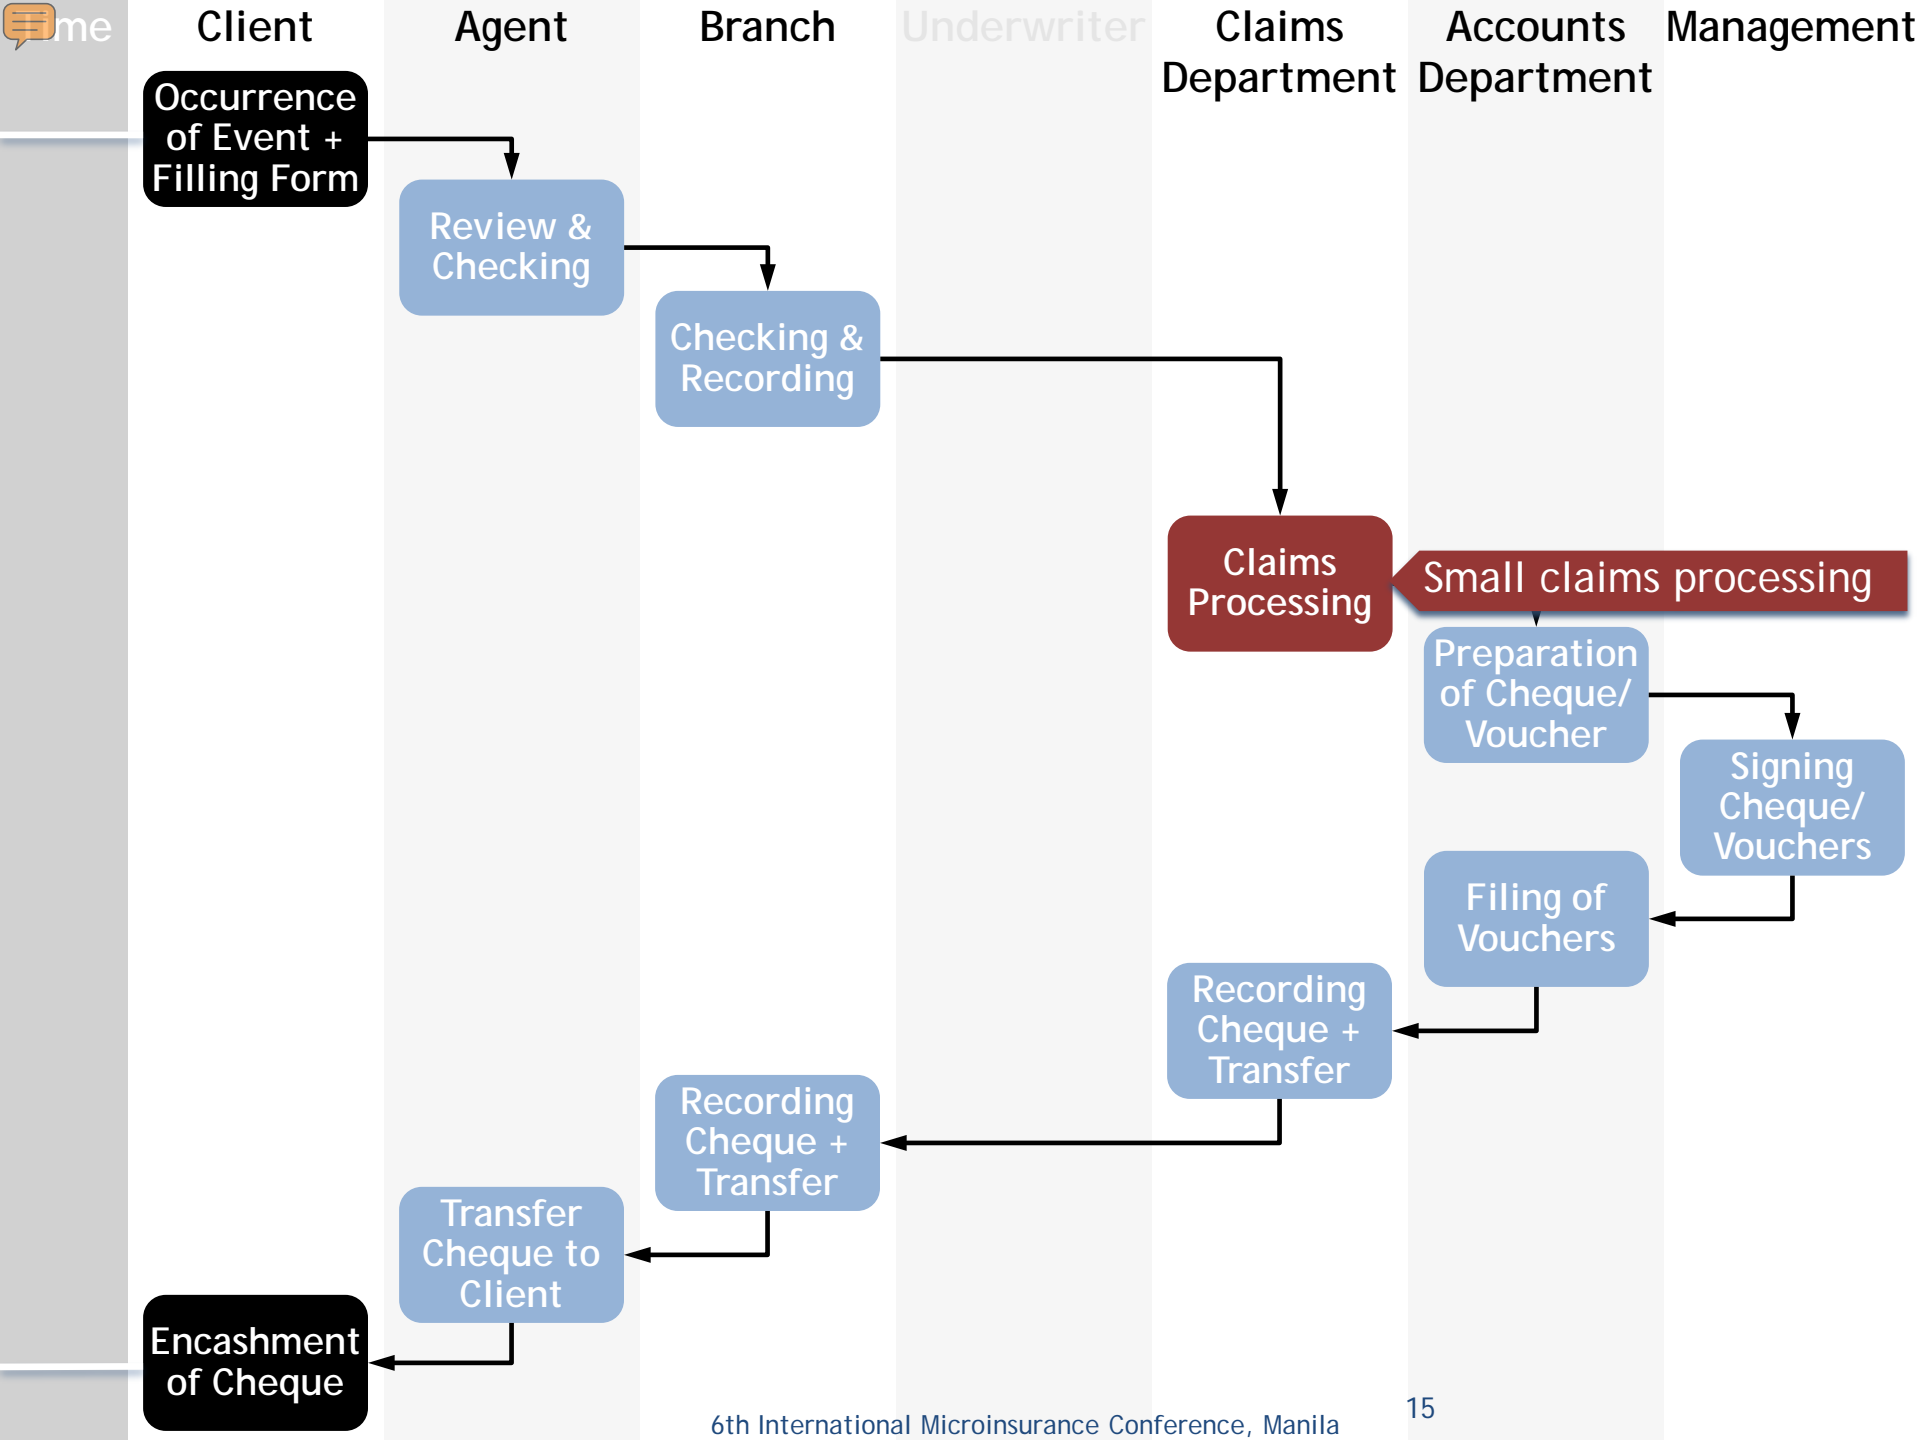 Time
Client
Agent
Branch
Underwriter
Claims
Department
Accounts
Department
Management
Occurrence
of Event +
Filling Form
Review &
Checking
Checking &
Recording
Claims
Processing
Small claims processing
Preparation
of Cheque/
Voucher
Signing
Cheque/
Vouchers
Filing of
Vouchers
Recording
Cheque +
Transfer
Recording
Cheque +
Transfer
Transfer
Cheque to
Client
Encashment
of Cheque
6th International Microinsurance Conference, Manila
15